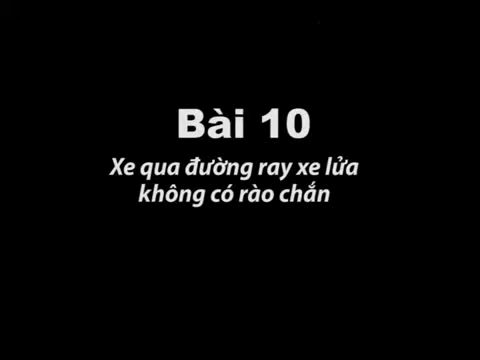 Bài 10
Xe qua đường ray xe lửa
không có rào chắn